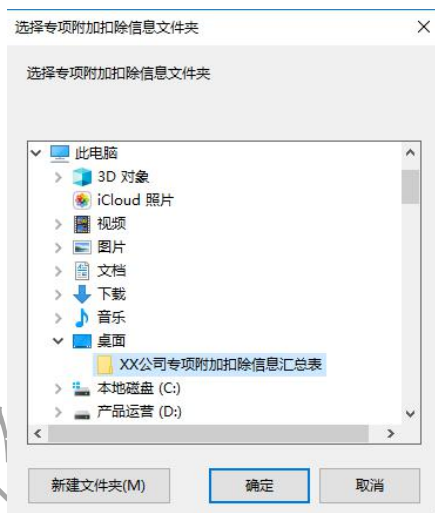 选择专项附加扣除信息文件夹
选择专项附加扣除信息文件夹
此电脑
3D 对象
iCloud 照片
视频
图片
文档
下载
音乐
桌面
XX公司专项附加扣除信息汇总表
本地磁盘 (C:)
产品运营 (D:)
新建文件夹(M) 确定 取消